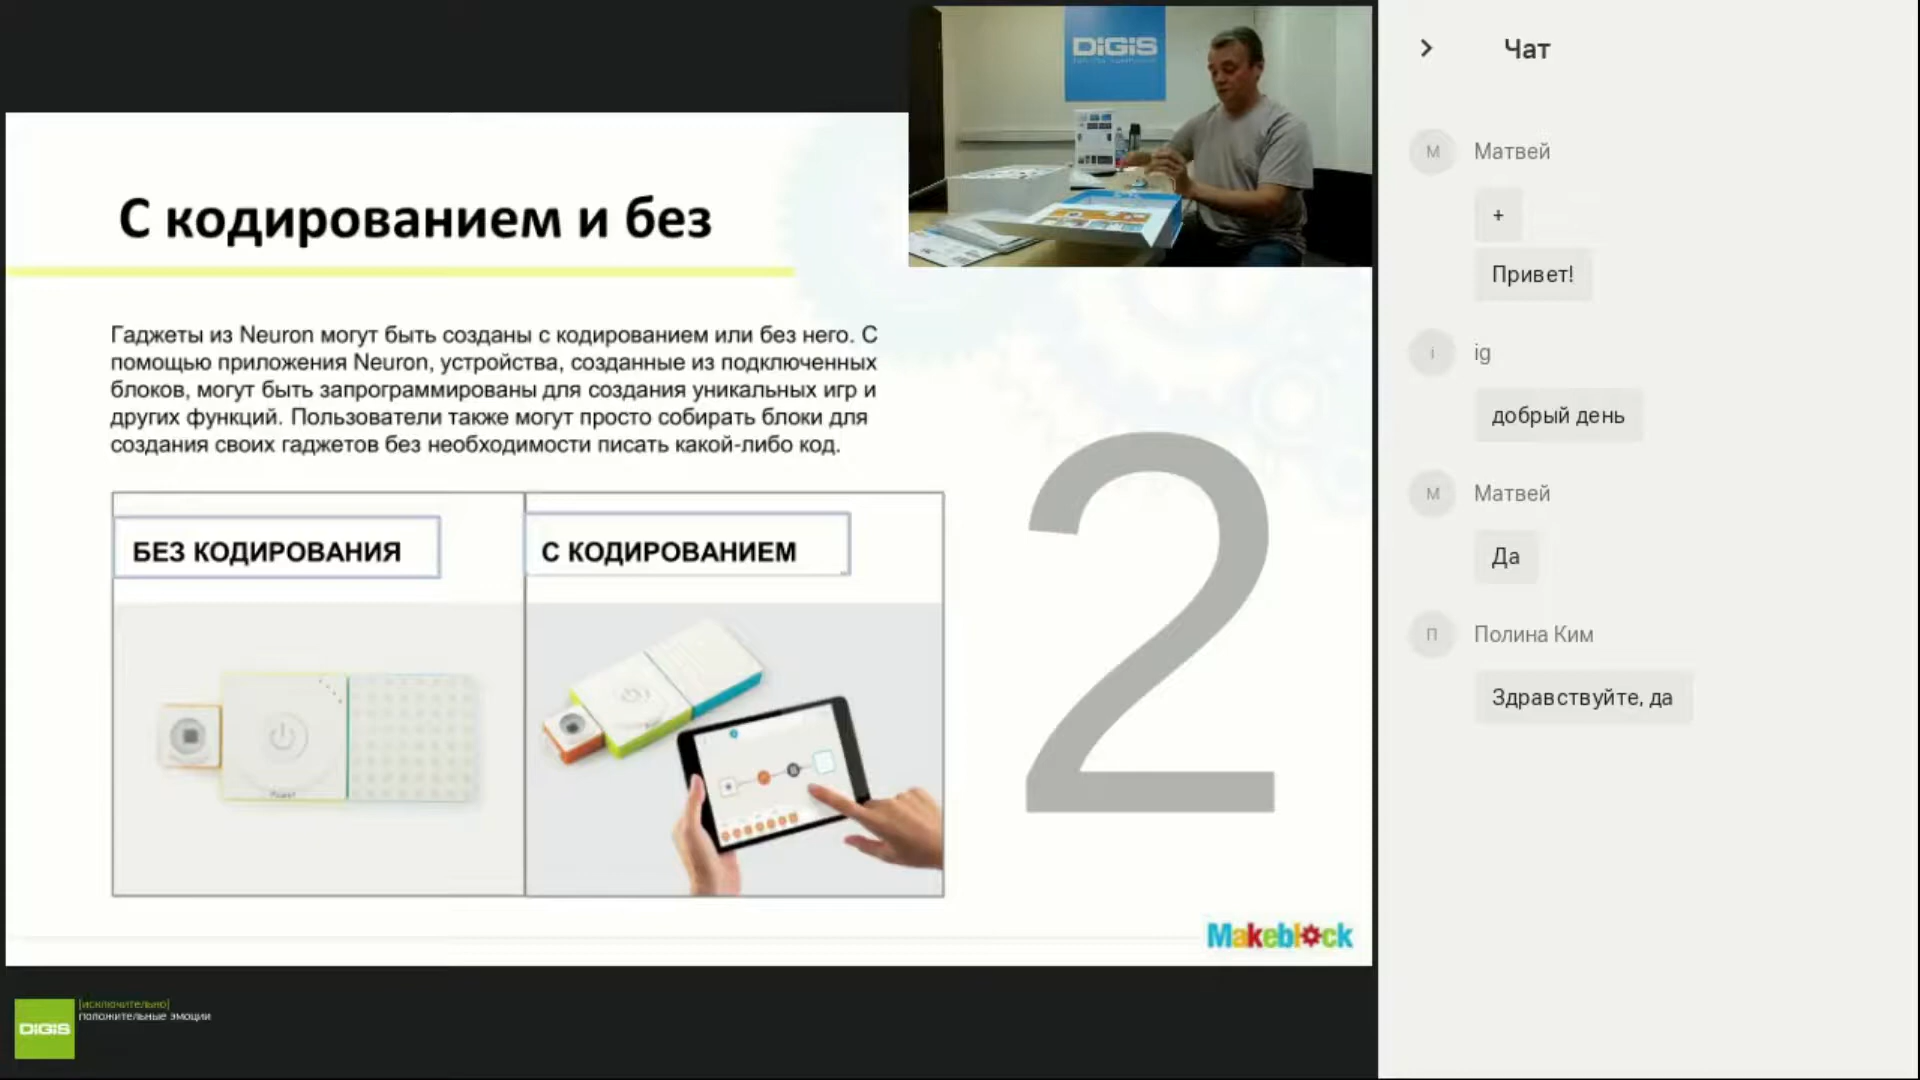 DiGiS
С кодированием и без
Гаджеты из Neuron могут быть созданы с кодированием или без него. С
помощью приложения Neuron, устройства, созданные из подключенных
блоков, могут быть запрограммированы для создания уникальных игр и
других функций. Пользователи также могут просто собирать блоки для
создания своих гаджетов без необходимости писать какой-либо код.
БЕЗ КОДИРОВАНИЯ
С КОДИРОВАНИЕМ
Power
2
Makeblock
DiGiS
[исключительно]
положительные эмоции
Чат
М
Матвей
+
Привет!
i
ig
добрый день
М
Матвей
Да
П
Полина Ким
Здравствуйте, да